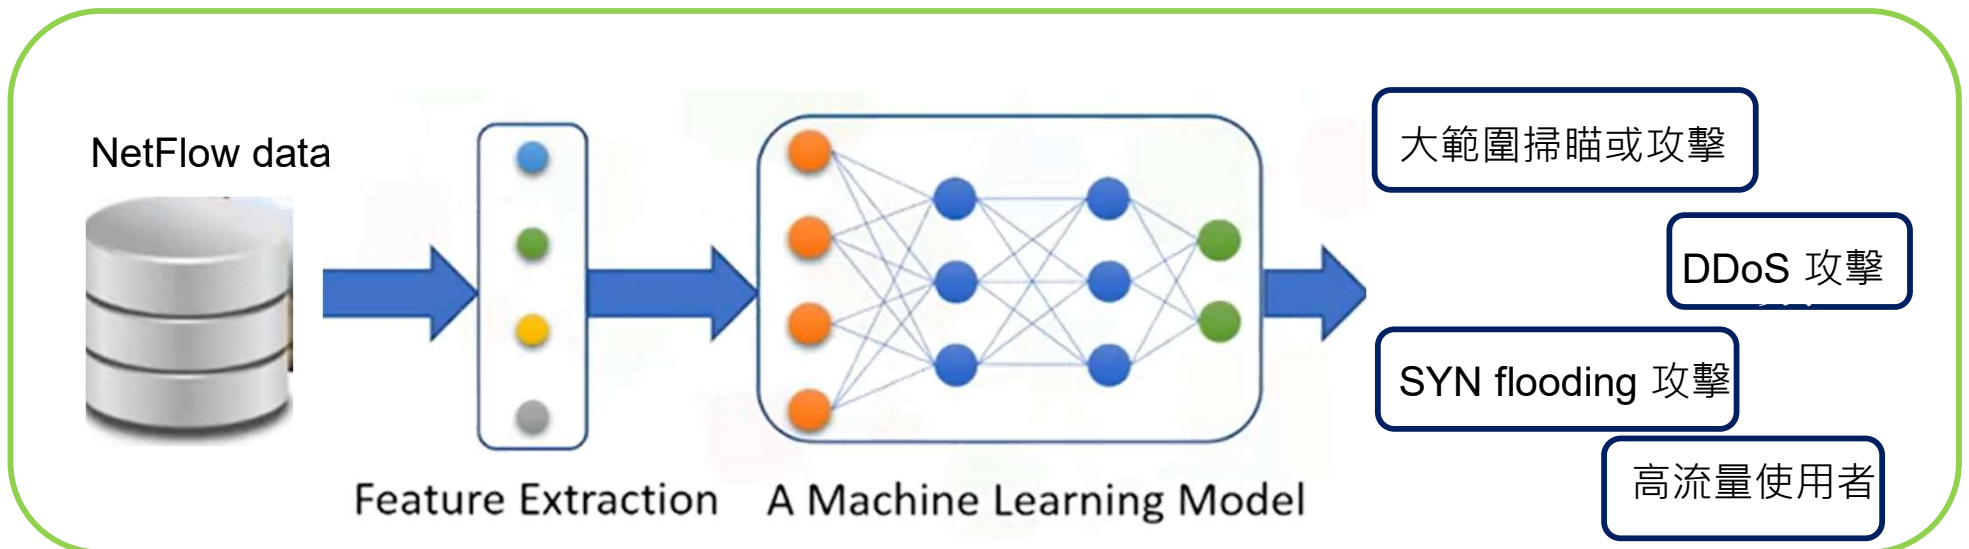 NetFlow data
Feature Extraction
A Machine Learning Model
大範圍掃瞄或攻擊
DDoS 攻擊
SYN flooding 攻擊
高流量使用者